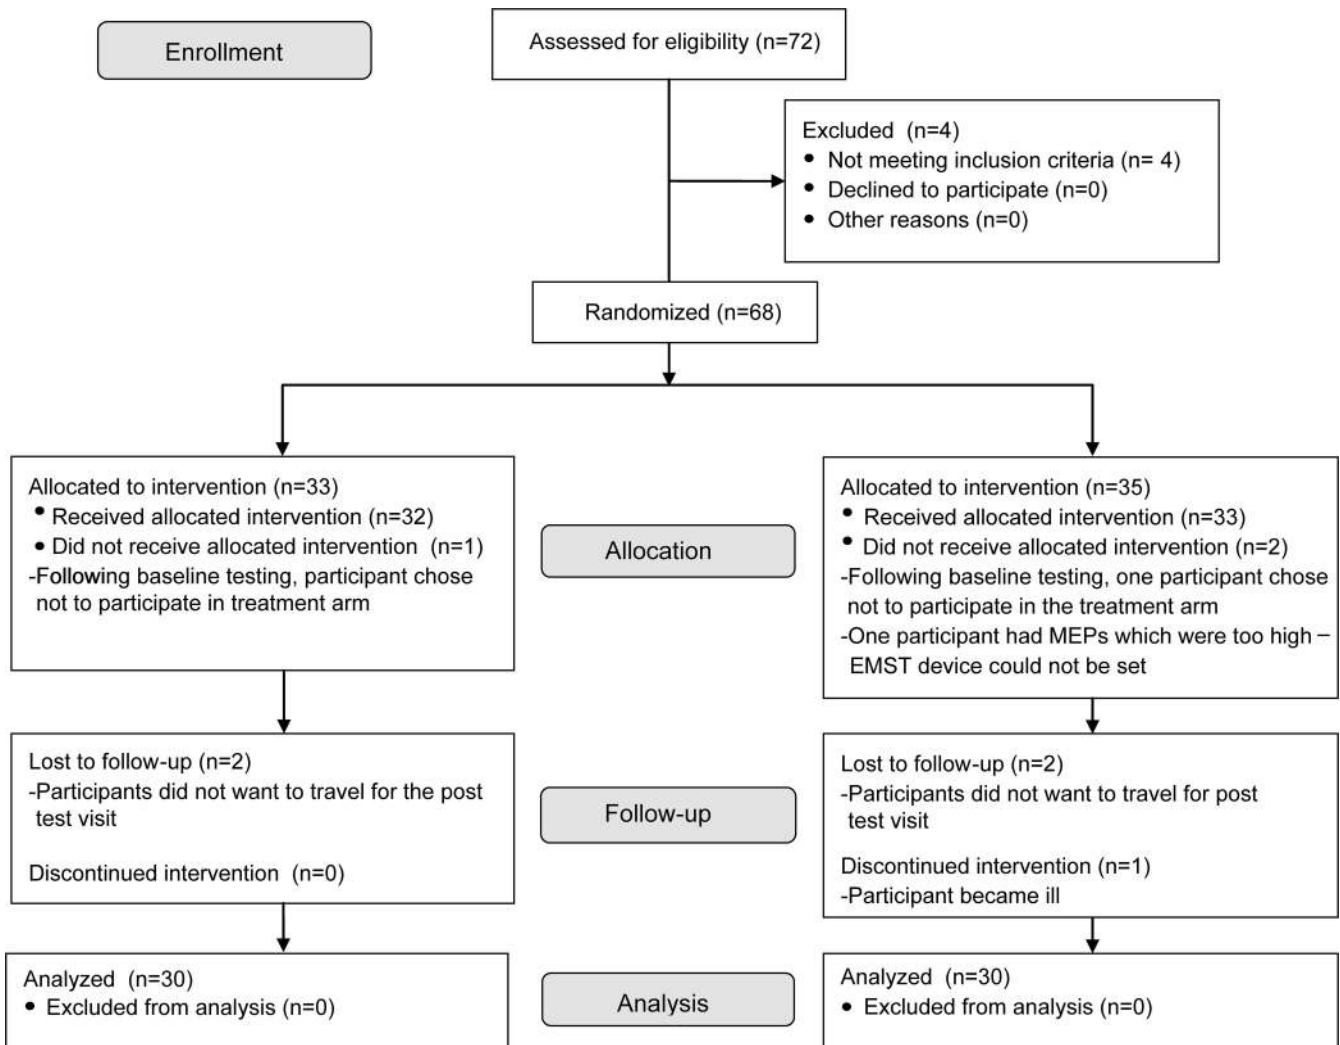 Enrollment
Assessed for eligibility (n=72)
Excluded (n=4)
• Not meeting inclusion criteria (n= 4)
• Declined to participate (n=0)
• Other reasons (n=0)
Randomized (n=68)
Allocated to intervention (n=33)
• Received allocated intervention (n=32)
• Did not receive allocated intervention (n=1)
-Following baseline testing, participant chose
not to participate in treatment arm
Allocation
Allocated to intervention (n=35)
• Received allocated intervention (n=33)
• Did not receive allocated intervention (n=2)
-Following baseline testing, one participant chose
not to participate in the treatment arm
-One participant had MEPs which were too high –
EMST device could not be set
Lost to follow-up (n=2)
-Participants did not want to travel for the post
test visit
Discontinued intervention (n=0)
Follow-up
Lost to follow-up (n=2)
-Participants did not want to travel for post
test visit
Discontinued intervention (n=1)
-Participant became ill
Analyzed (n=30)
• Excluded from analysis (n=0)
Analysis
Analyzed (n=30)
• Excluded from analysis (n=0)